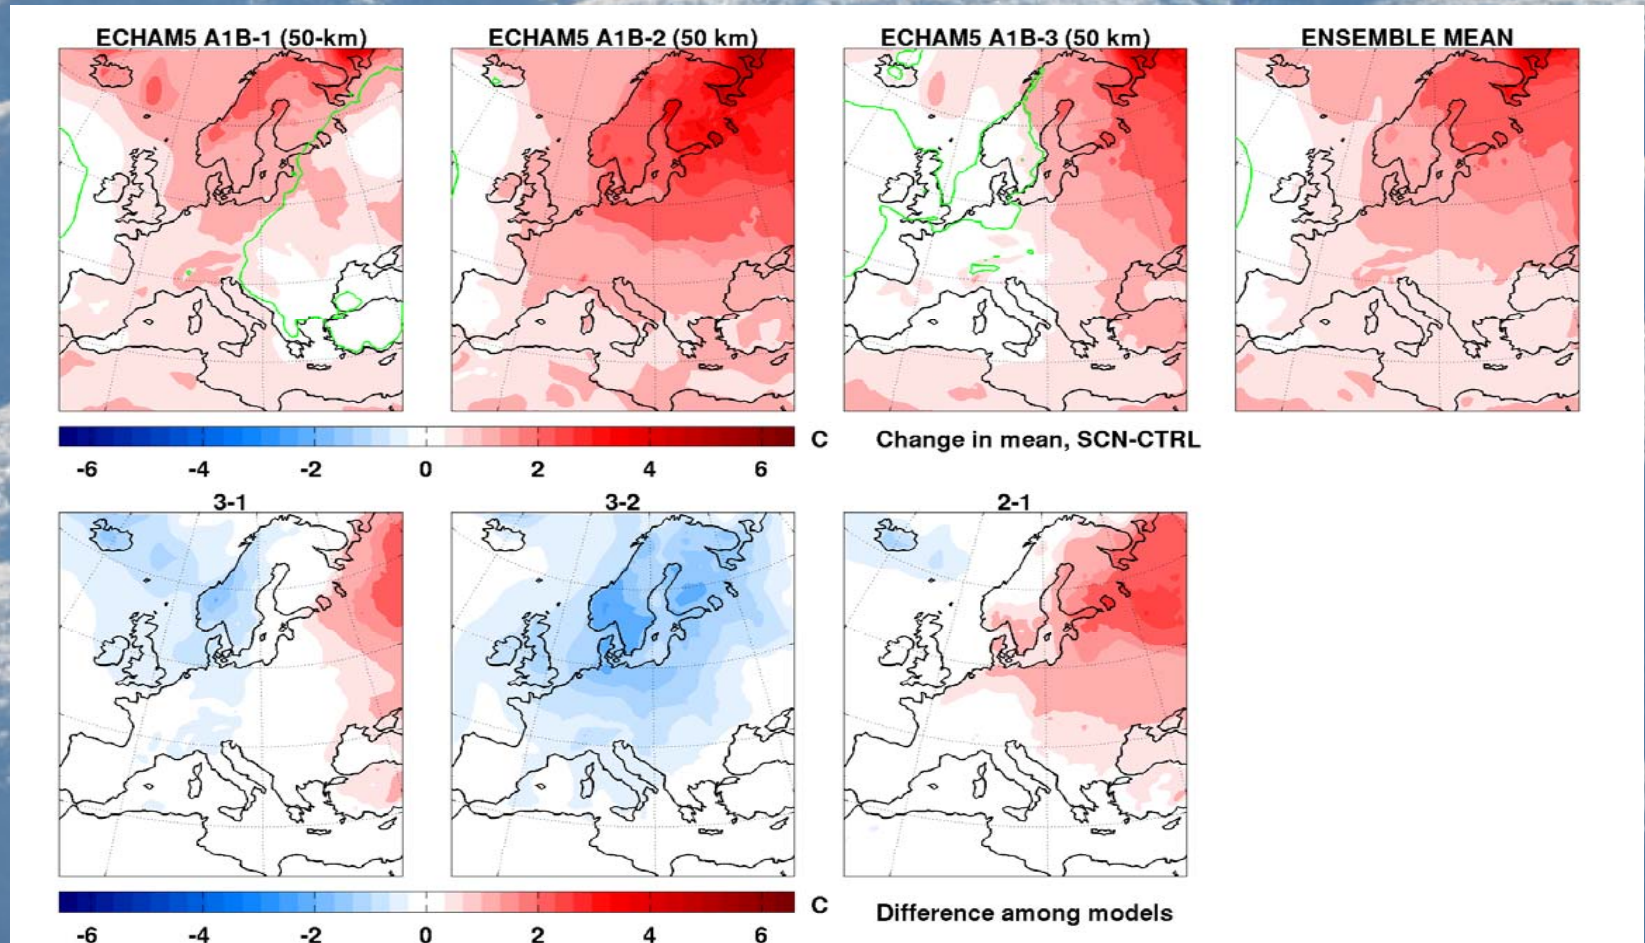 ECHAM5 A1B-1 (50-km) ECHAM5 A1B-2 (50 km) ECHAM5 A1B-3 (50 km) ENSEMBLE MEAN
C Change in mean, SCN-CTRL
-6 -4 -2 0 2 4 6
3-1 3-2 2-1
C Difference among models
-6 -4 -2 0 2 4 6